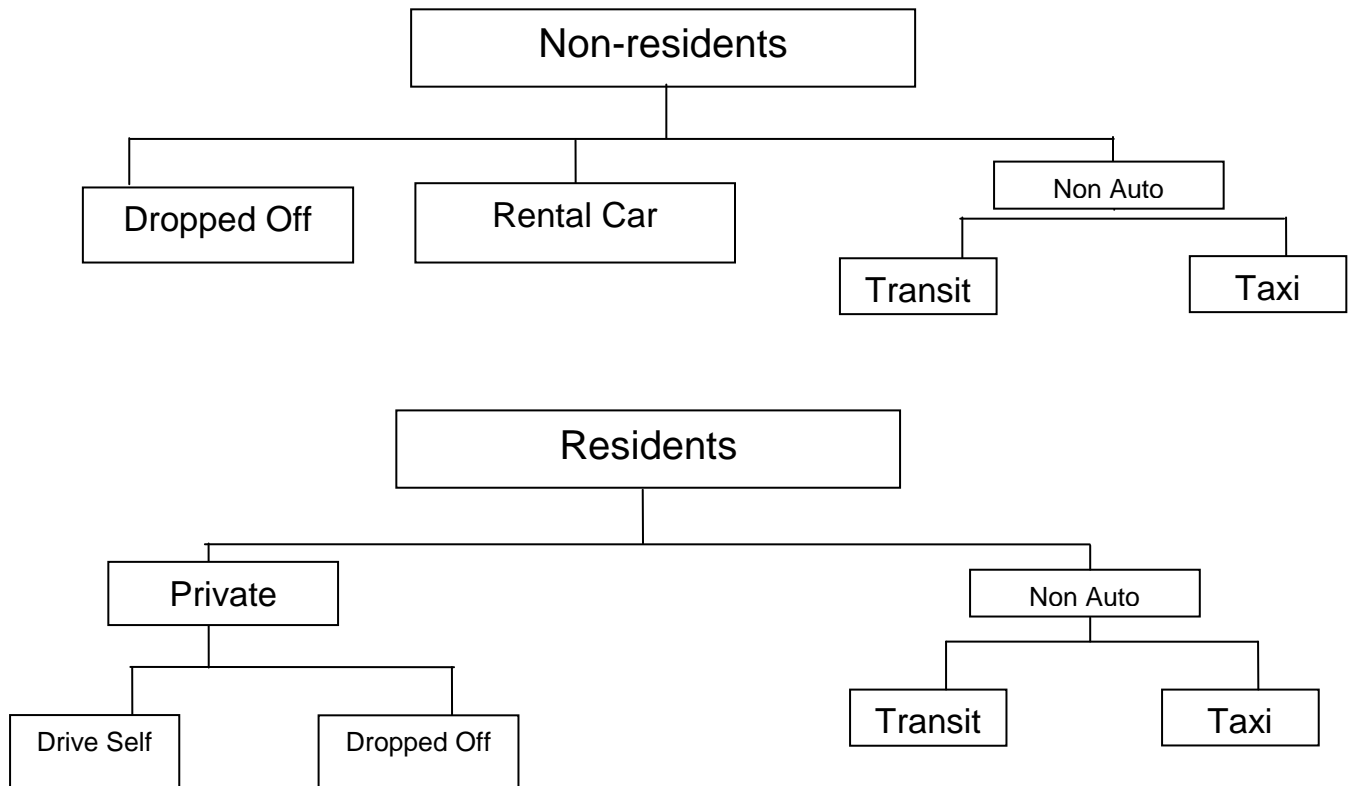 Non-residents
Dropped Off
Rental Car
Non Auto
Transit
Taxi
Residents
Private
Non Auto
Drive Self
Dropped Off
Transit
Taxi